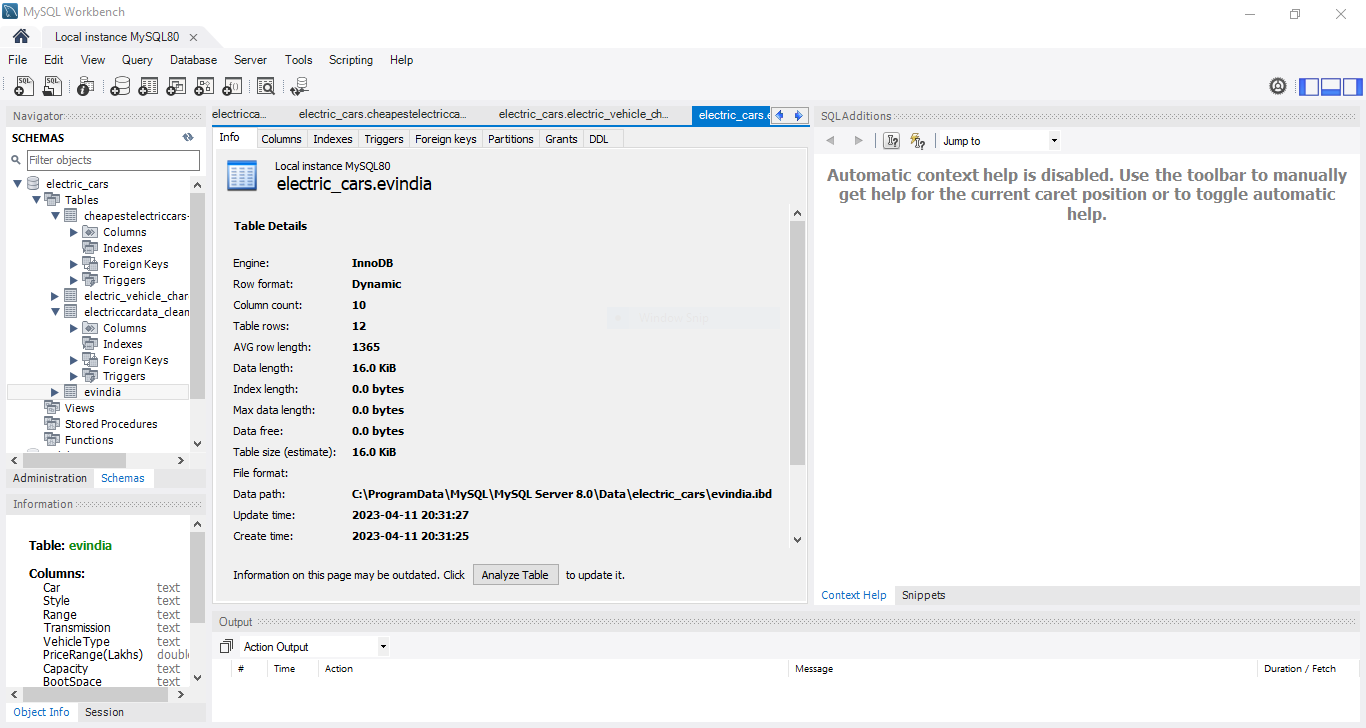 MySQL Workbench
Local instance MySQL80
File Edit View Query Database Server Tools Scripting Help
Navigator
SCHEMAS
Filter objects
electric_cars
Tables
cheapestelectriccars-
Columns
Indexes
Foreign Keys
Triggers
electric_vehicle_char
electriccardata_clean
Columns
Indexes
Foreign Keys
Triggers
evindia
Views
Stored Procedures
Functions
Administration Schemas
Information
Table: evindia
Columns:
Car text
Style text
Range text
Transmission text
VehicleType text
PriceRange(Lakhs) double
Capacity text
BootSpace text
Object Info Session
electricca... electric_cars.cheapestelectricca... electric_cars.electric_vehicle_ch... electric_cars.e
Info Columns Indexes Triggers Foreign keys Partitions Grants DDL
Local instance MySQL80
electric_cars.evindia
Table Details
Engine: InnoDB
Row format: Dynamic
Column count: 10
Table rows: 12
AVG row length: 1365
Data length: 16.0 KiB
Index length: 0.0 bytes
Max data length: 0.0 bytes
Data free: 0.0 bytes
Table size (estimate): 16.0 KiB
File format:
Data path: C:\ProgramData\MySQL\MySQL Server 8.0\Data\electric_cars\evindia.ibd
Update time: 2023-04-11 20:31:27
Create time: 2023-04-11 20:31:25
Information on this page may be outdated. Click Analyze Table to update it.
SQLAdditions
Jump to
Automatic context help is disabled. Use the toolbar to manually
get help for the current caret position or to toggle automatic
help.
Context Help Snippets
Output
Action Output
# Time Action Message Duration / Fetch